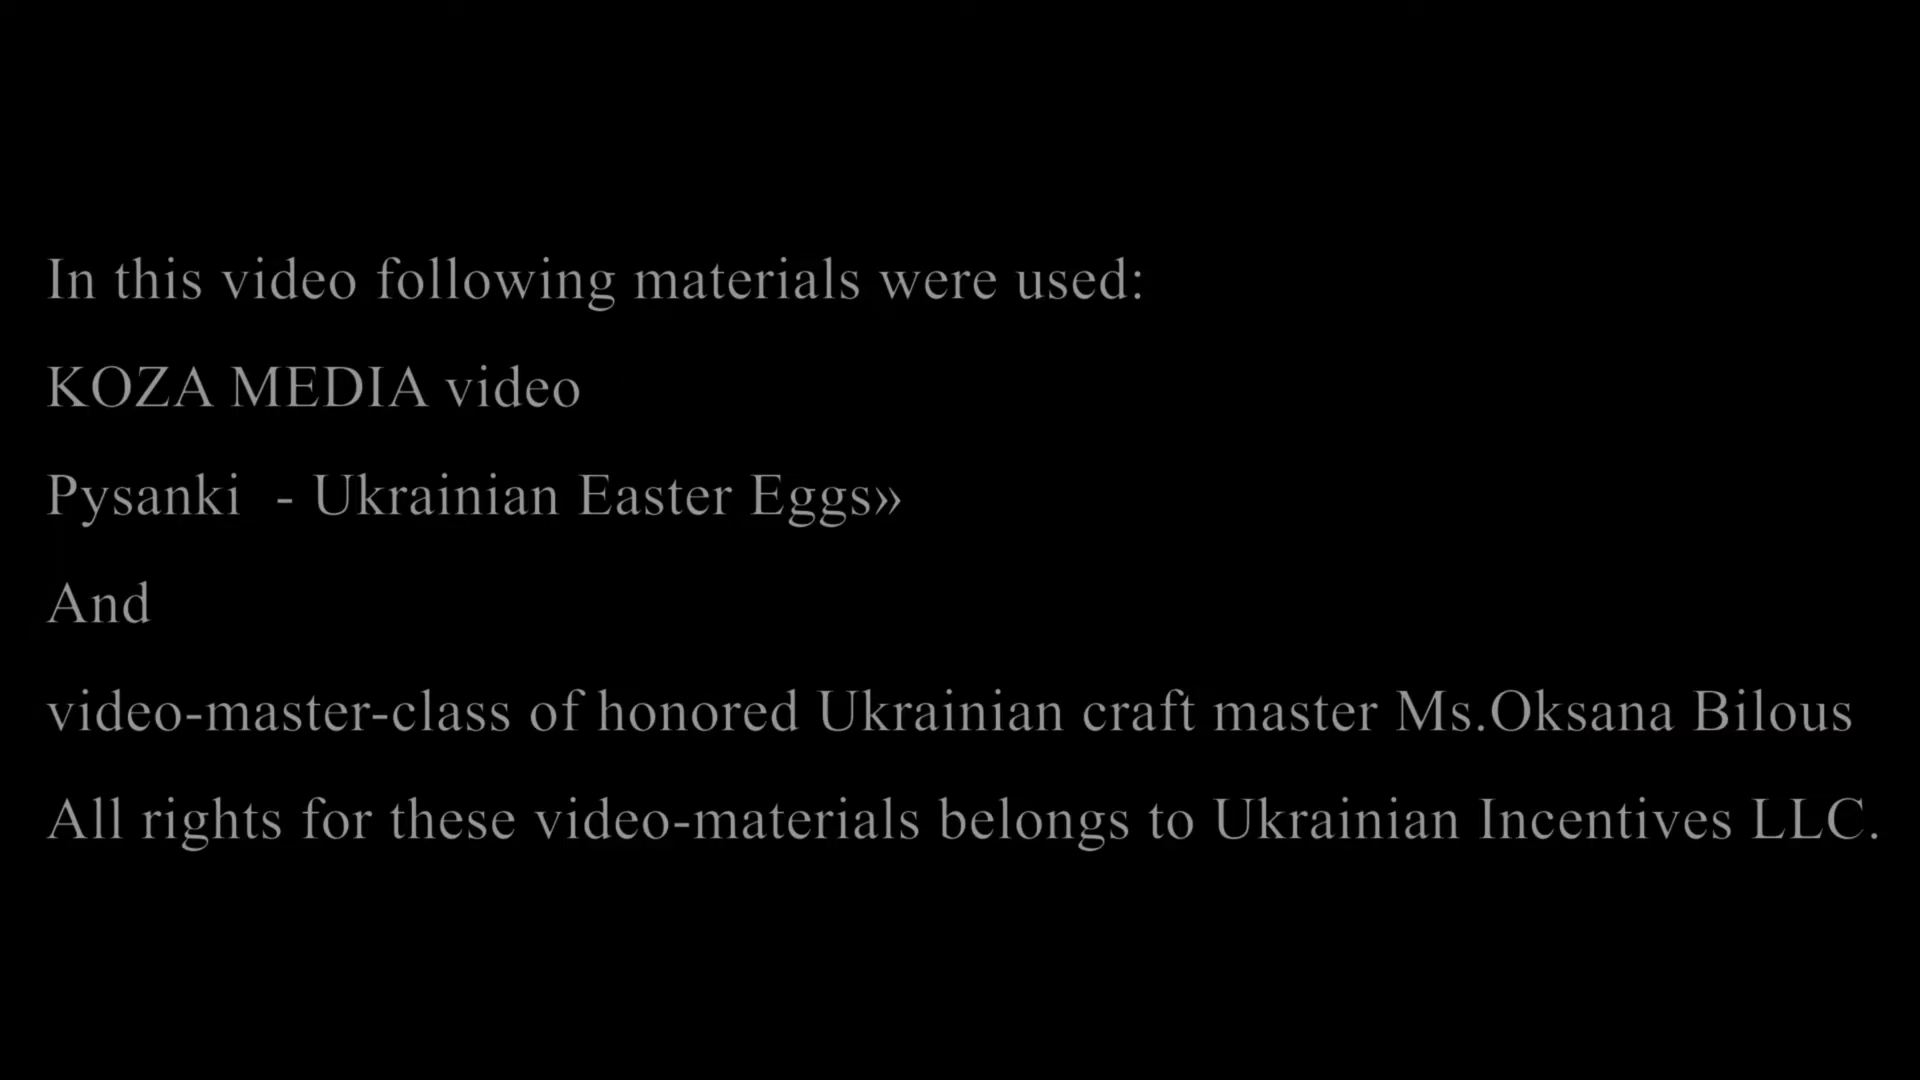 In this video following materials were used:
KOZA MEDIA video
Pysanki  - Ukrainian Easter Eggs»
And
video-master-class of honored Ukrainian craft master Ms.Oksana Bilous
All rights for these video-materials belongs to Ukrainian Incentives LLC.